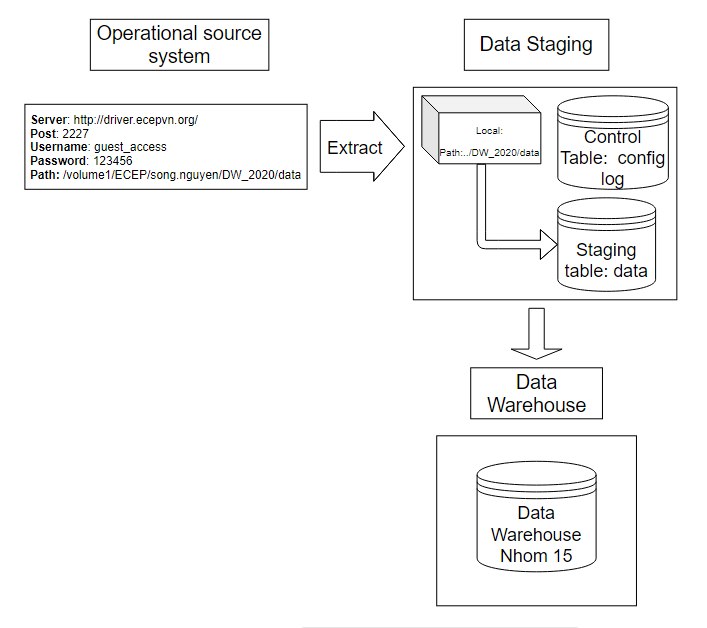 Operational source
system
Data Staging
Server: http://driver.ecepvn.org/
Post: 2227
Username: guest_access
Password: 123456
Path: /volume1/ECEP/song.nguyen/DW_2020/data
Extract
Local:
Path:../DW_2020/data
Control
Table: config
log
Staging
table: data
Data
Warehouse
Data
Warehouse
Nhom 15